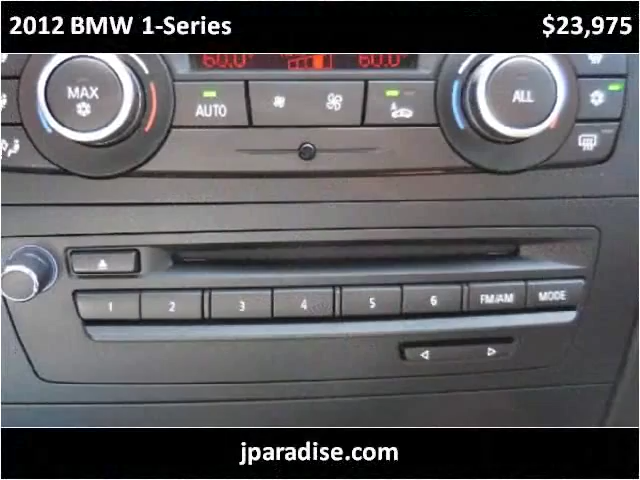 2012 BMW 1-Series $23,975
60.0° 60.0°
MAX AUTO A ALL
1 2 3 4 5 6 FM/AM MODE
jparadise.com